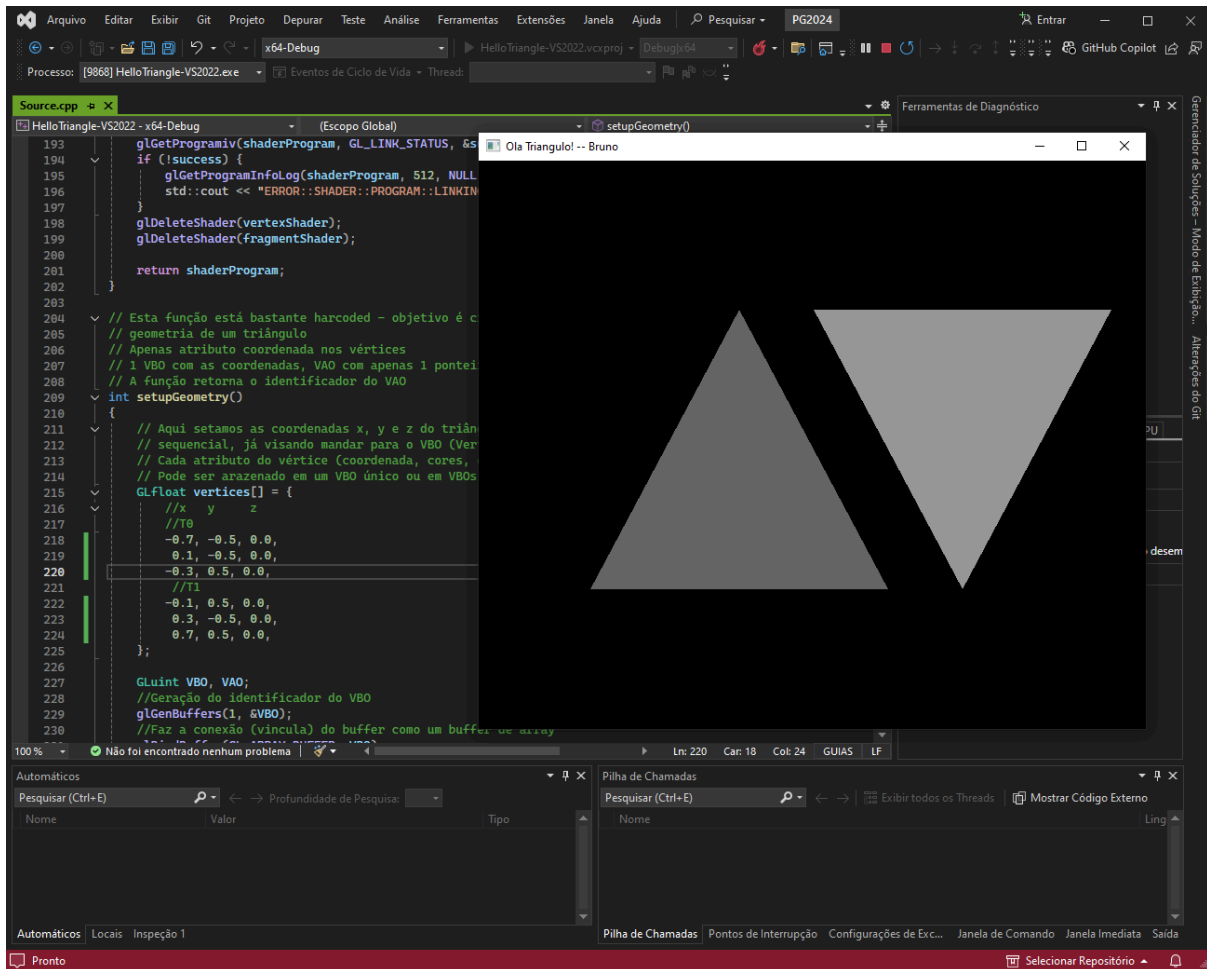 Arquivo Editar Exibir Git Projeto Depurar Teste Análise Ferramentas Extensões Janela Ajuda Pesquisar PG2024 Entrar
x64-Debug HelloTriangle-VS2022.vcxproj Debug|x64 GitHub Copilot
Processo: [9868] HelloTriangle-VS2022.exe Eventos de Ciclo de Vida Thread:
Source.cpp
HelloTriangle-VS2022 - x64-Debug (Escopo Global) setupGeometry()
193 glGetProgramiv(shaderProgram, GL_LINK_STATUS, &s
194 if (!success) {
195 glGetProgramInfoLog(shaderProgram, 512, NULL
196 std::cout << "ERROR::SHADER::PROGRAM::LINKIN
197 }
198 glDeleteShader(vertexShader);
199 glDeleteShader(fragmentShader);
200
201 return shaderProgram;
202 }
203
204 // Esta função está bastante harcoded - objetivo é c
205 // geometria de um triângulo
206 // Apenas atributo coordenada nos vértices
207 // 1 VBO com as coordenadas, VAO com apenas 1 pontei
208 // A função retorna o identificador do VAO
209 int setupGeometry()
210 {
211 // Aqui setamos as coordenadas x, y e z do triân
212 // sequencial, já visando mandar para o VBO (Ver
213 // Cada atributo do vértice (coordenada, cores,
214 // Pode ser arazenado em um VBO único ou em VBOs
215 GLfloat vertices[] = {
216 //x y z
217 //T0
218 -0.7, -0.5, 0.0,
219 0.1, -0.5, 0.0,
220 -0.3, 0.5, 0.0,
221 //T1
222 -0.1, 0.5, 0.0,
223 0.3, -0.5, 0.0,
224 0.7, 0.5, 0.0,
225 };
226
227 GLuint VBO, VAO;
228 //Geração do identificador do VBO
229 glGenBuffers(1, &VBO);
230 //Faz a conexão (vincula) do buffer como um buffer de array
Ola Triangulo! -- Bruno
Ferramentas de Diagnóstico
PU
desem
Gerenciador de Soluções – Modo de Exibição...
Alterações do Git
100 % Não foi encontrado nenhum problema Ln: 220 Car: 18 Col: 24 GUIAS LF
Automáticos
Pesquisar (Ctrl+E) Profundidade de Pesquisa:
Nome Valor Tipo
Automáticos Locais Inspeção 1
Pilha de Chamadas
Pesquisar (Ctrl+E) Exibir todos os Threads Mostrar Código Externo
Nome Ling
Pilha de Chamadas Pontos de Interrupção Configurações de Exc... Janela de Comando Janela Imediata Saída
Pronto Selecionar Repositório